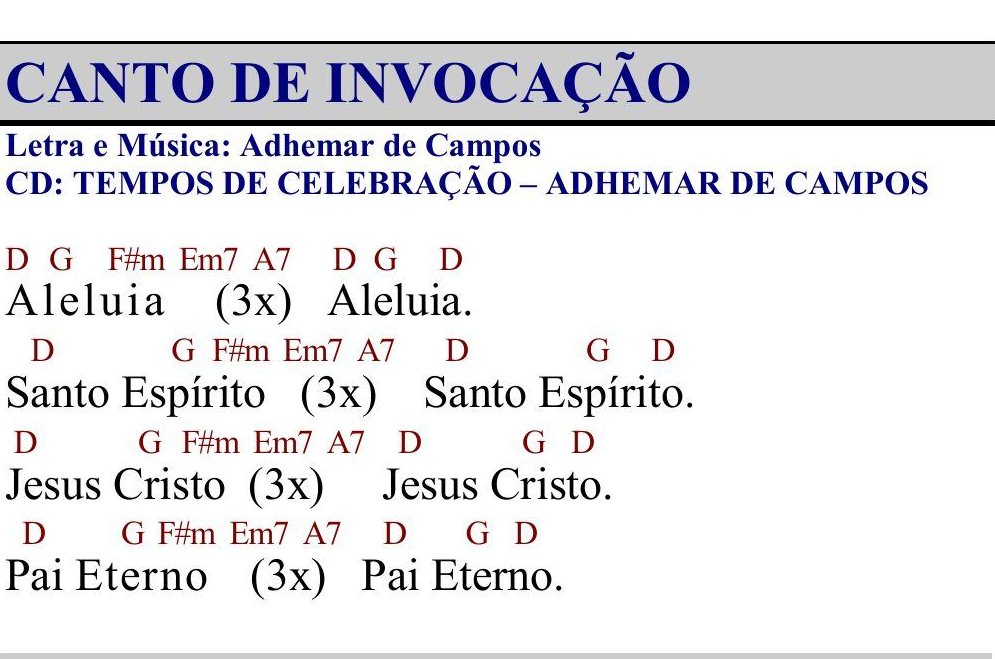 CANTO DE INVOCAÇÃO
Letra e Música: Adhemar de Campos
CD: TEMPOS DE CELEBRAÇÃO – ADHEMAR DE CAMPOS
D G F#m Em7 A7 D G D
Aleluia (3x) Aleluia.
D G F#m Em7 A7 D G D
Santo Espírito (3x) Santo Espírito.
D G F#m Em7 A7 D G D
Jesus Cristo (3x) Jesus Cristo.
D G F#m Em7 A7 D G D
Pai Eterno (3x) Pai Eterno.